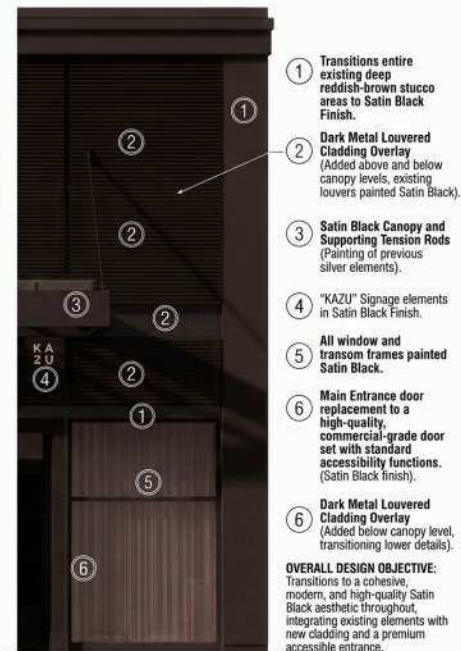 1
Transitions entire
existing deep
reddish-brown stucco
areas to Satin Black
Finish.
2
Dark Metal Louvered
Cladding Overlay
(Added above and below
canopy levels, existing
louvers painted Satin Black).
3
Satin Black Canopy and
Supporting Tension Rods
(Painting of previous
silver elements).
4
"KAZU" Signage elements
in Satin Black Finish.
5
All window and
transom frames painted
Satin Black.
6
Main Entrance door
replacement to a
high-quality,
commercial-grade door
set with standard
accessibility functions.
(Satin Black finish).
6
Dark Metal Louvered
Cladding Overlay
(Added below canopy level,
transitioning lower details).
OVERALL DESIGN OBJECTIVE:
Transitions to a cohesive,
modern, and high-quality Satin
Black aesthetic throughout,
integrating existing elements with
new cladding and a premium
accessible entrance.
1
2
2
3
2
K A
2 U
4
2
1
5
6